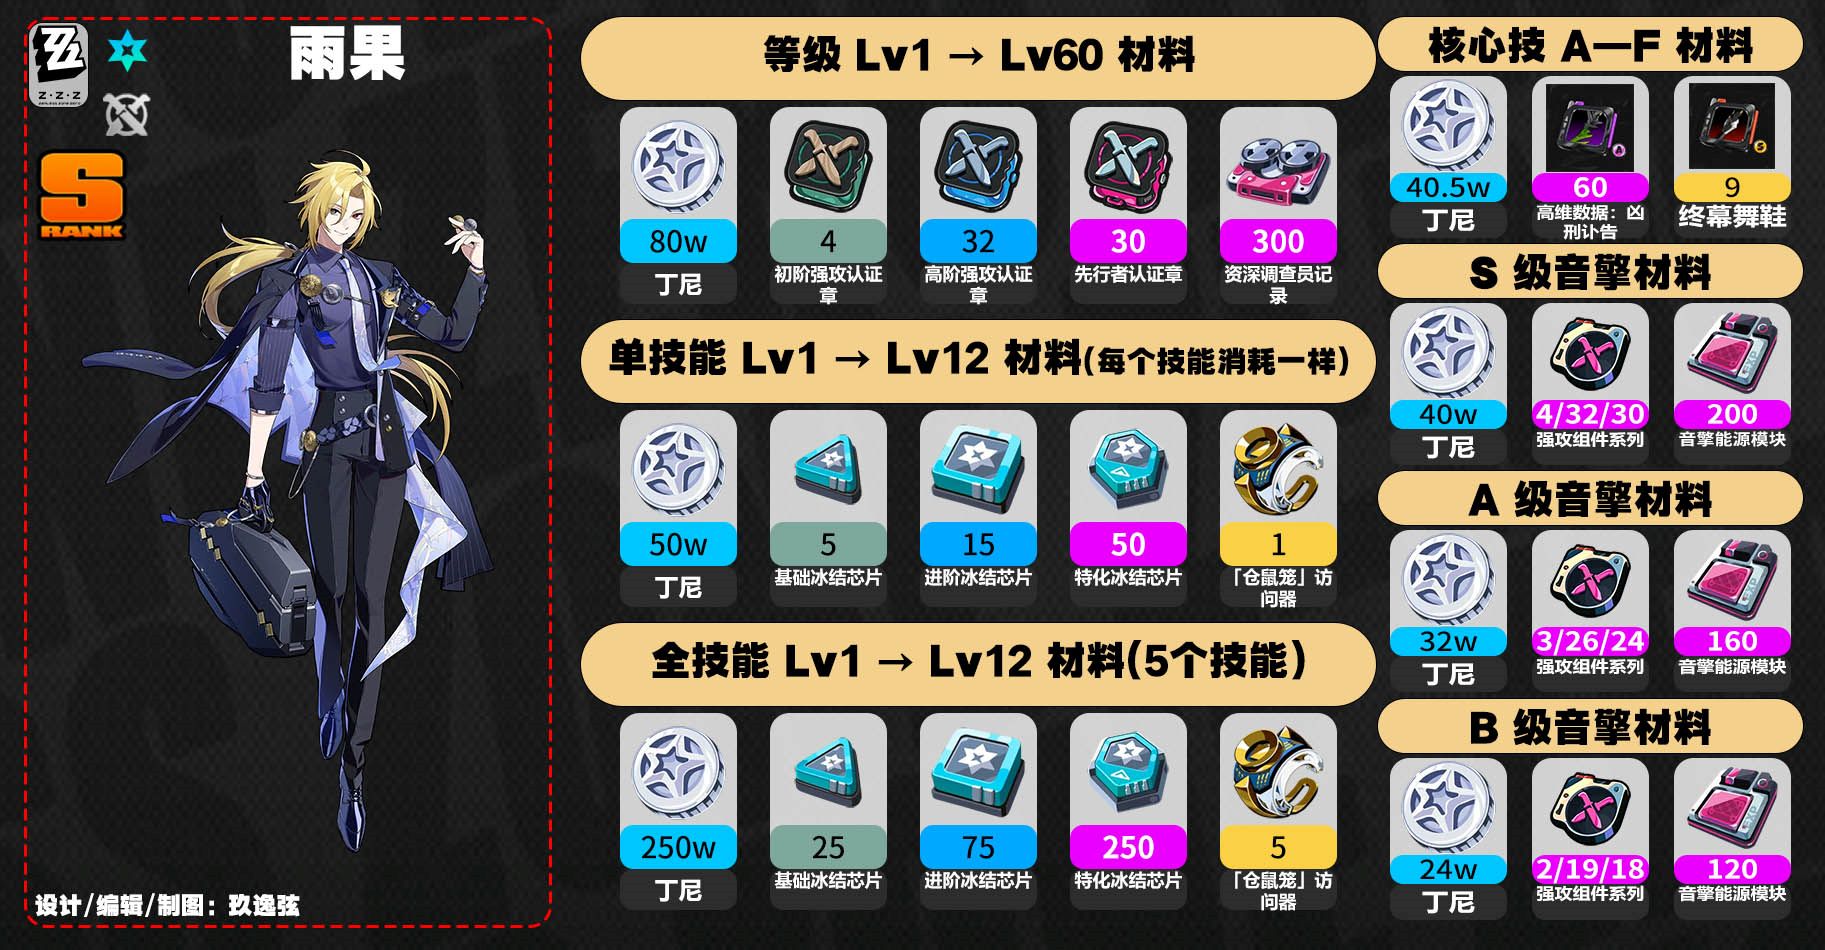 Z·Z·Z
雨果
S
RANK
设计/编辑/制图：玖逸弦
等级 Lv1 → Lv60 材料
80w
丁尼
4
初阶强攻认证
章
32
高阶强攻认证
章
30
先行者认证章
300
资深调查员记
录
单技能 Lv1 → Lv12 材料(每个技能消耗一样)
50w
丁尼
5
基础冰结芯片
15
进阶冰结芯片
50
特化冰结芯片
1
「仓鼠笼」访
问器
全技能 Lv1 → Lv12 材料(5个技能)
250w
丁尼
25
基础冰结芯片
75
进阶冰结芯片
250
特化冰结芯片
5
「仓鼠笼」访
问器
核心技 A—F 材料
40.5w
丁尼
60
高维数据：凶
刑讣告
9
终幕舞鞋
S 级音擎材料
40w
丁尼
4/32/30
强攻组件系列
200
音擎能源模块
A 级音擎材料
32w
丁尼
3/26/24
强攻组件系列
160
音擎能源模块
B 级音擎材料
24w
丁尼
2/19/18
强攻组件系列
120
音擎能源模块